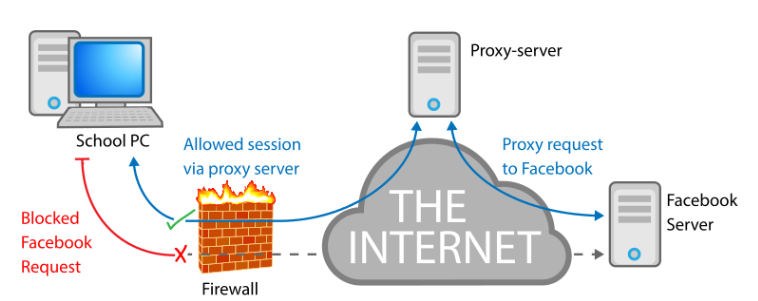 Proxy-server
School PC
Allowed session
via proxy server
Proxy request
to Facebook
THE
INTERNET
Facebook
Server
Blocked
Facebook
Request
Firewall